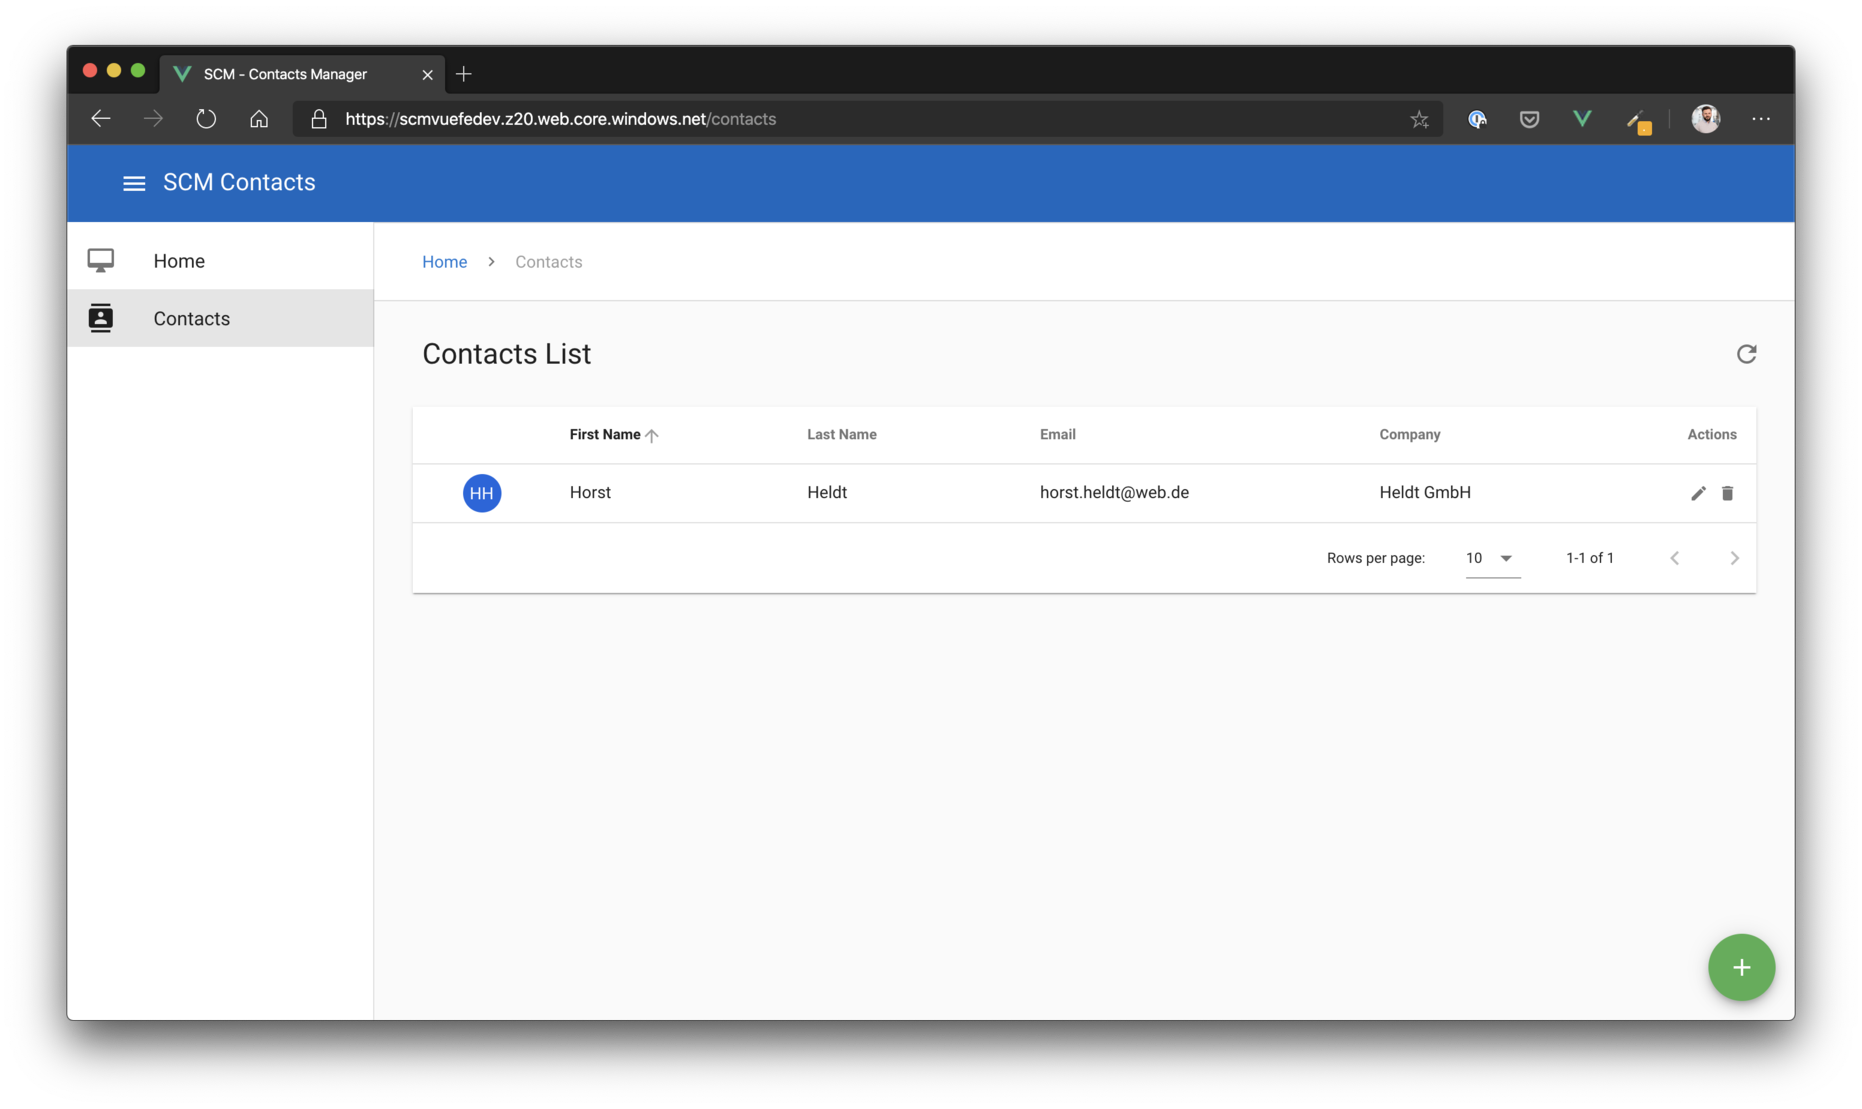 SCM - Contacts Manager
https://scmvuefedev.z20.web.core.windows.net/contacts
SCM Contacts
Home
Contacts
Home > Contacts
Contacts List
First Name Last Name Email Company Actions
HH Horst Heldt horst.heldt@web.de Heldt GmbH
Rows per page: 10 1-1 of 1